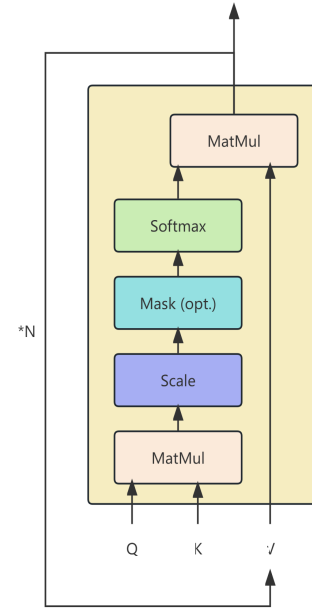 MatMul
Softmax
Mask (opt.)
*N
Scale
MatMul
Q K V